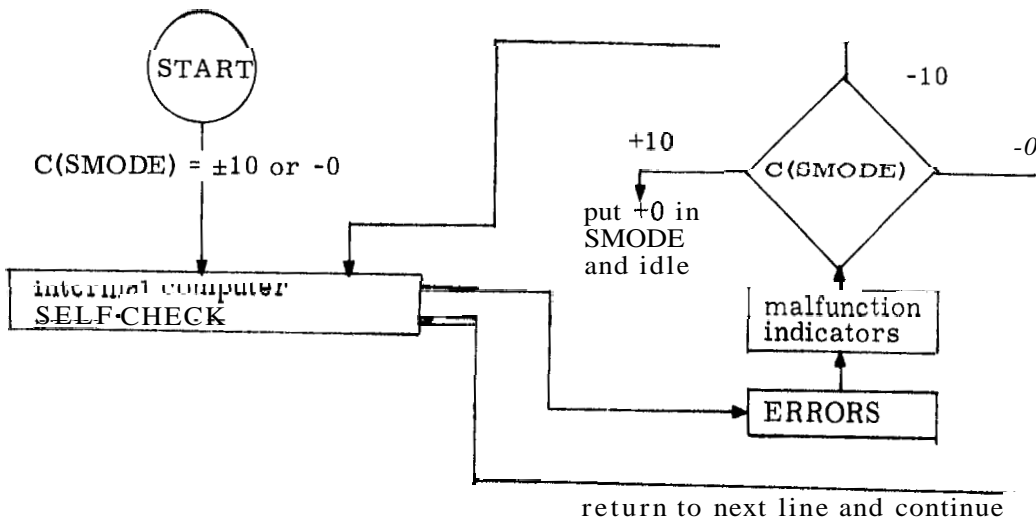 START
C(SMODE) = ±10 or -0
internal computer
SELF-CHECK
-10
+10
-0
C(SMODE)
put +0 in
SMODE
and idle
malfunction
indicators
ERRORS
return to next line and continue